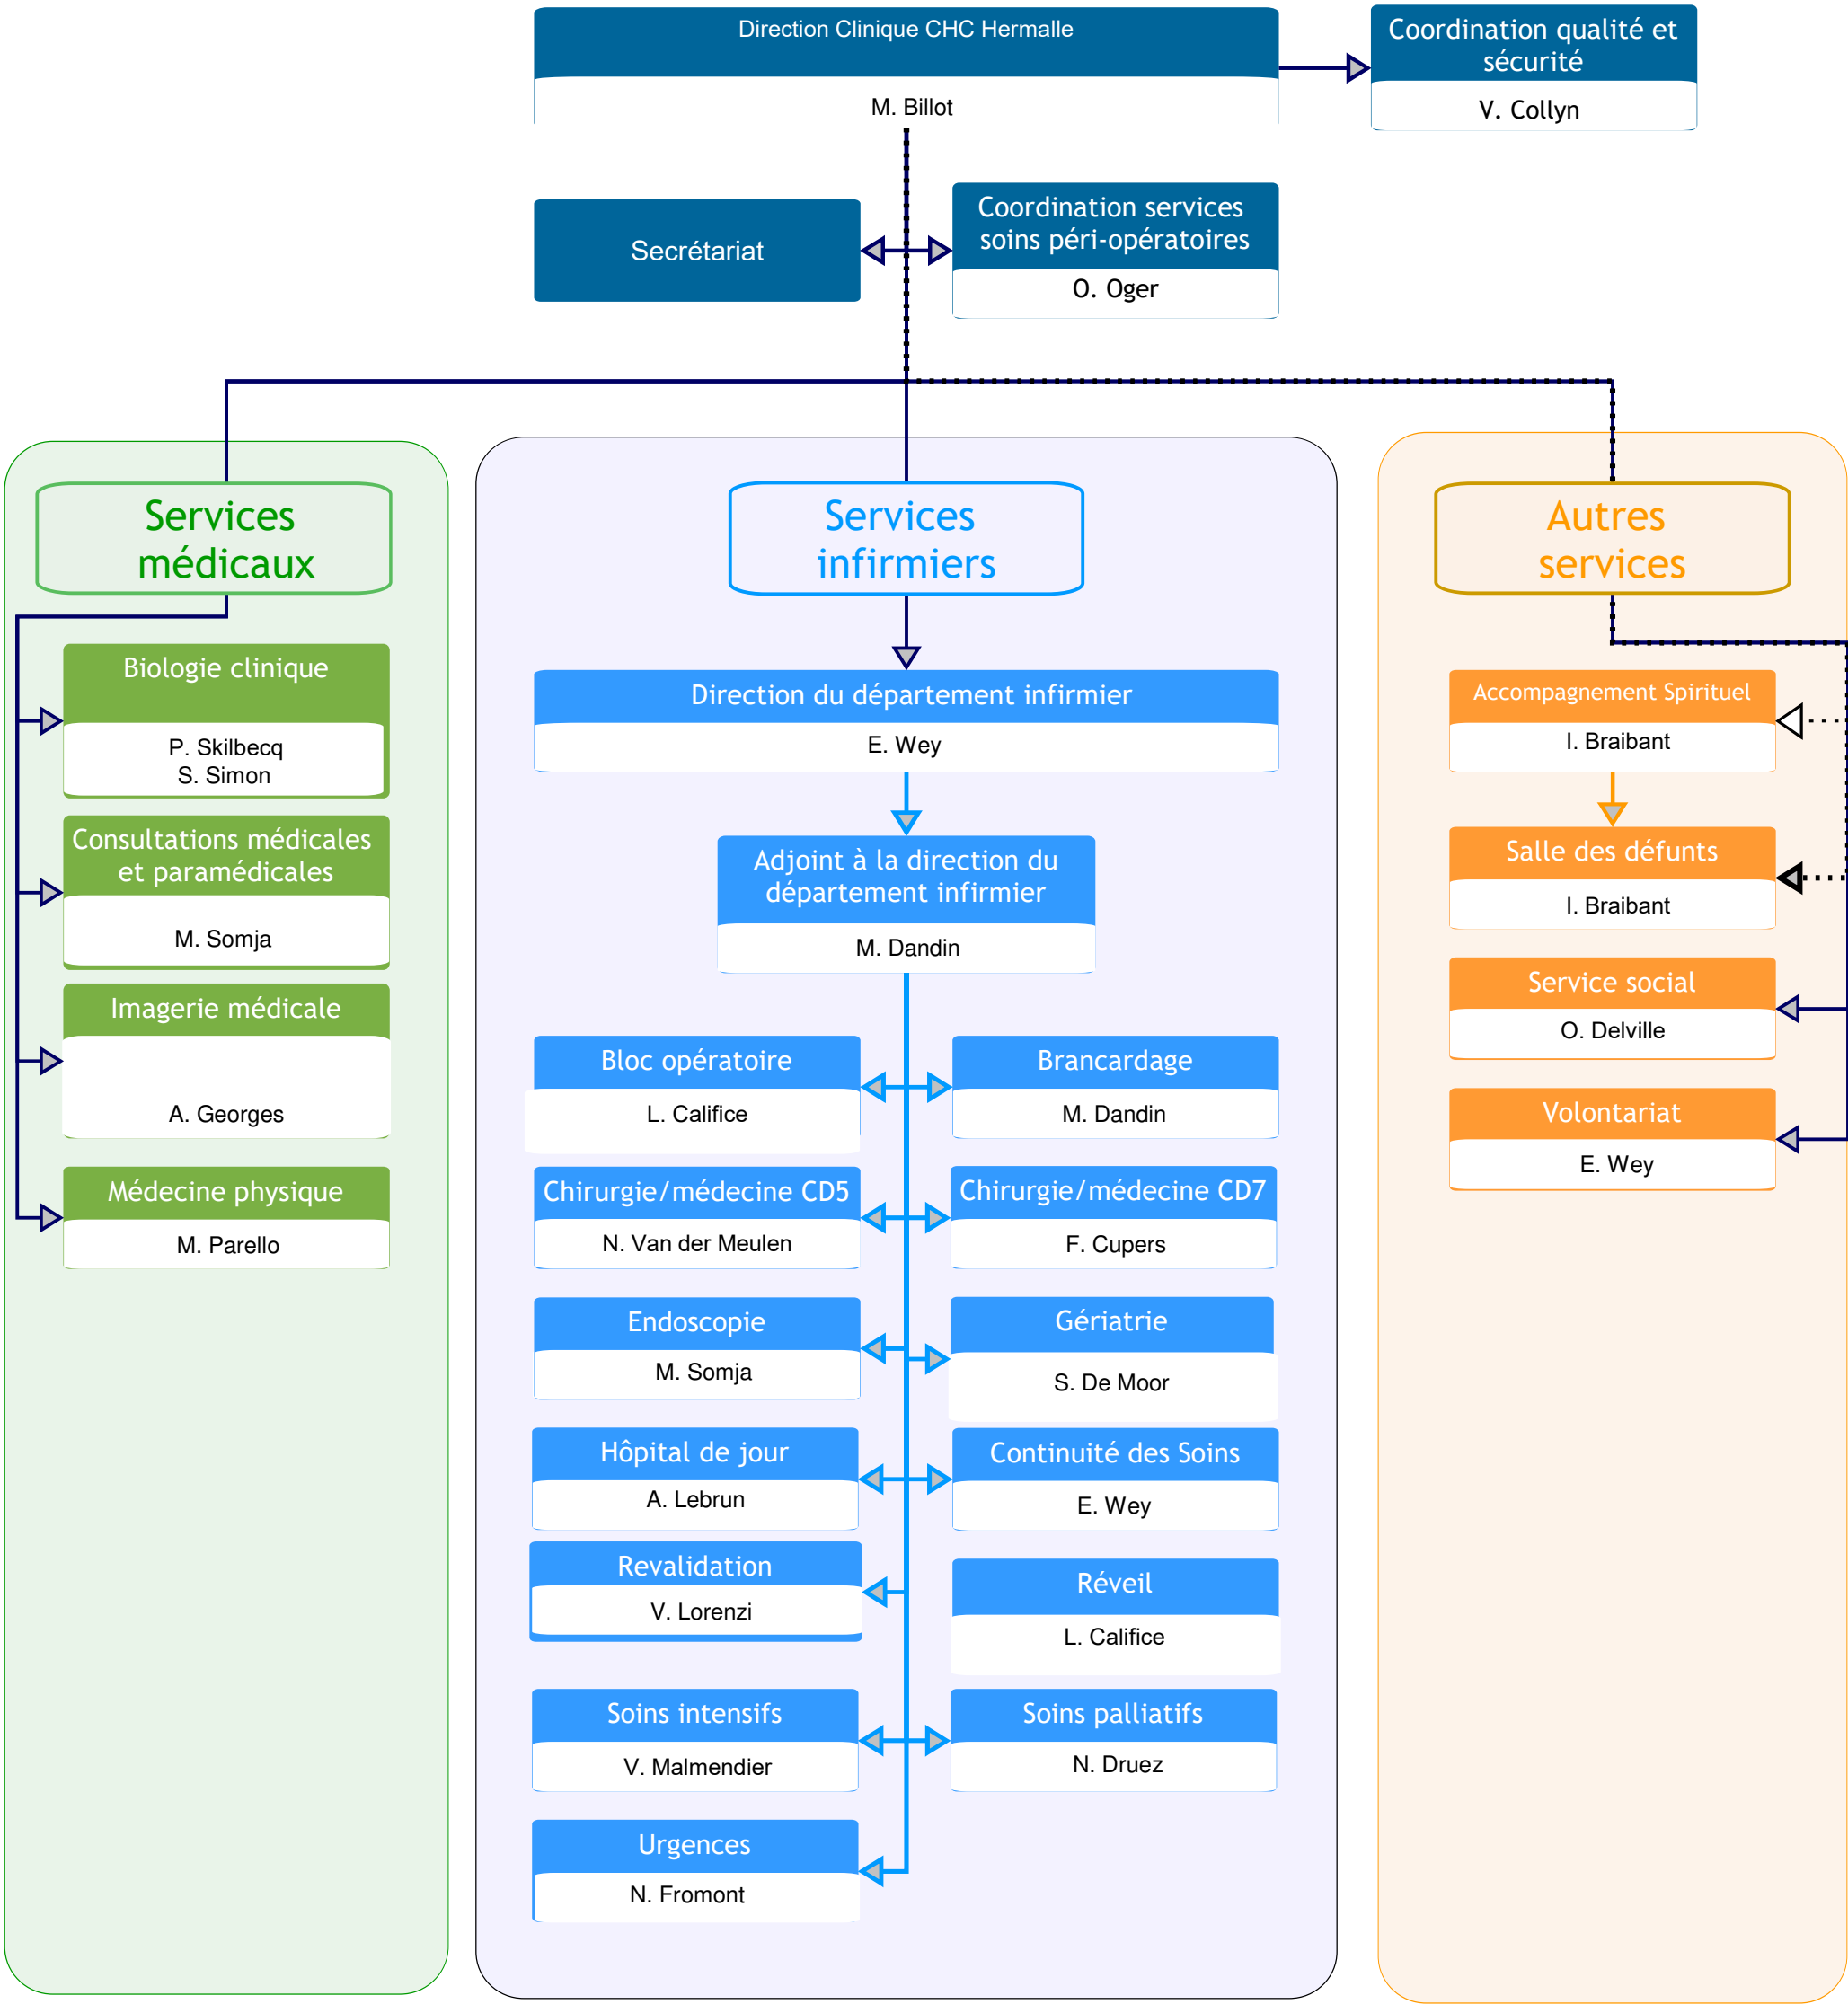 Direction Clinique CHC Hermalle
M. Billot
Coordination qualité et
sécurité
V. Collyn
Secrétariat
Coordination services
soins péri-opératoires
O. Oger
Services
médicaux
Biologie clinique
P. Skilbecq
S. Simon
Consultations médicales
et paramédicales
M. Somja
Imagerie médicale
A. Georges
Médecine physique
M. Parello
Services
infirmiers
Direction du département infirmier
E. Wey
Adjoint à la direction du
département infirmier
M. Dandin
Bloc opératoire
L. Califice
Brancardage
M. Dandin
Chirurgie/médecine CD5
N. Van der Meulen
Chirurgie/médecine CD7
F. Cupers
Endoscopie
M. Somja
Gériatrie
S. De Moor
Hôpital de jour
A. Lebrun
Continuité des Soins
E. Wey
Revalidation
V. Lorenzi
Réveil
L. Califice
Soins intensifs
V. Malmendier
Soins palliatifs
N. Druez
Urgences
N. Fromont
Autres
services
Accompagnement Spirituel
I. Braibant
Salle des défunts
I. Braibant
Service social
O. Delville
Volontariat
E. Wey